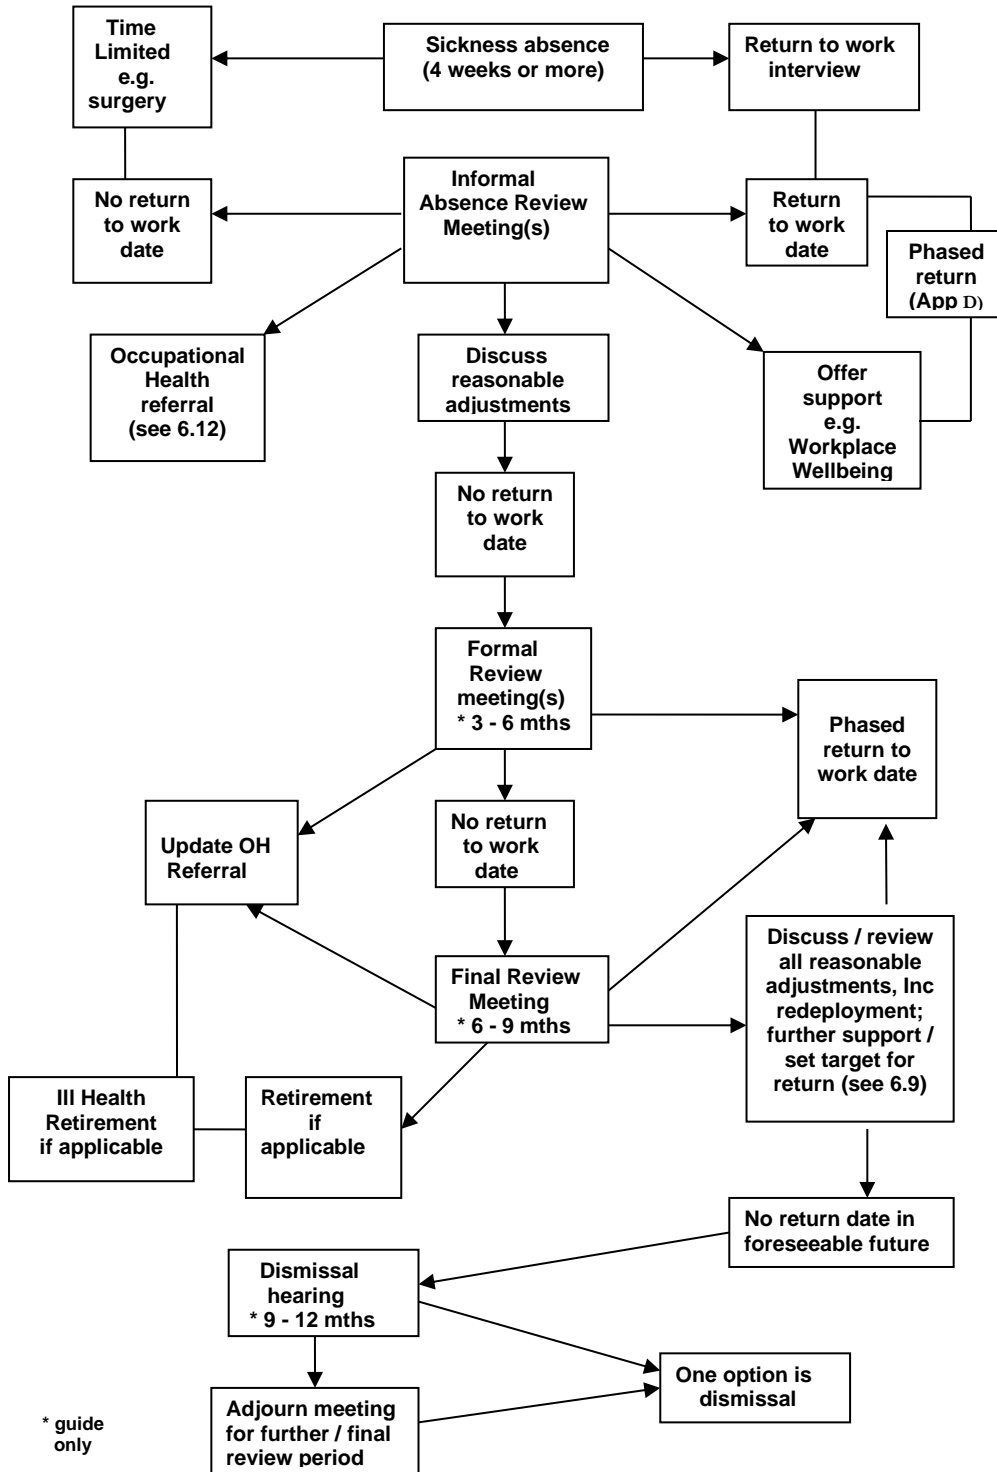 Time
Limited
e.g.
surgery
Sickness absence
(4 weeks or more)
Return to work
interview
No return
to work
date
Informal
Absence Review
Meeting(s)
Return
to work
date
Phased
return
(App D)
Occupational
Health
referral
(see 6.12)
Discuss
reasonable
adjustments
Offer
support
e.g.
Workplace
Wellbeing
No return
to work
date
Formal
Review
meeting(s)
* 3 - 6 mths
Phased
return to
work date
Update OH
Referral
No return
to work
date
Final Review
Meeting
* 6 - 9 mths
Discuss / review
all reasonable
adjustments, Inc
redeployment;
further support /
set target for
return (see 6.9)
Ill Health
Retirement
if applicable
Retirement
if
applicable
No return date in
foreseeable future
Dismissal
hearing
* 9 - 12 mths
One option is
dismissal
Adjourn meeting
for further / final
review period
* guide
only